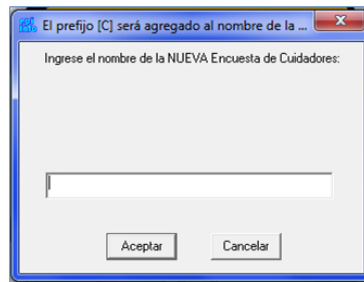 El prefijo [C] será agregado al nombre de la ...
Ingrese el nombre de la NUEVA Encuesta de Cuidadores:
Aceptar
Cancelar